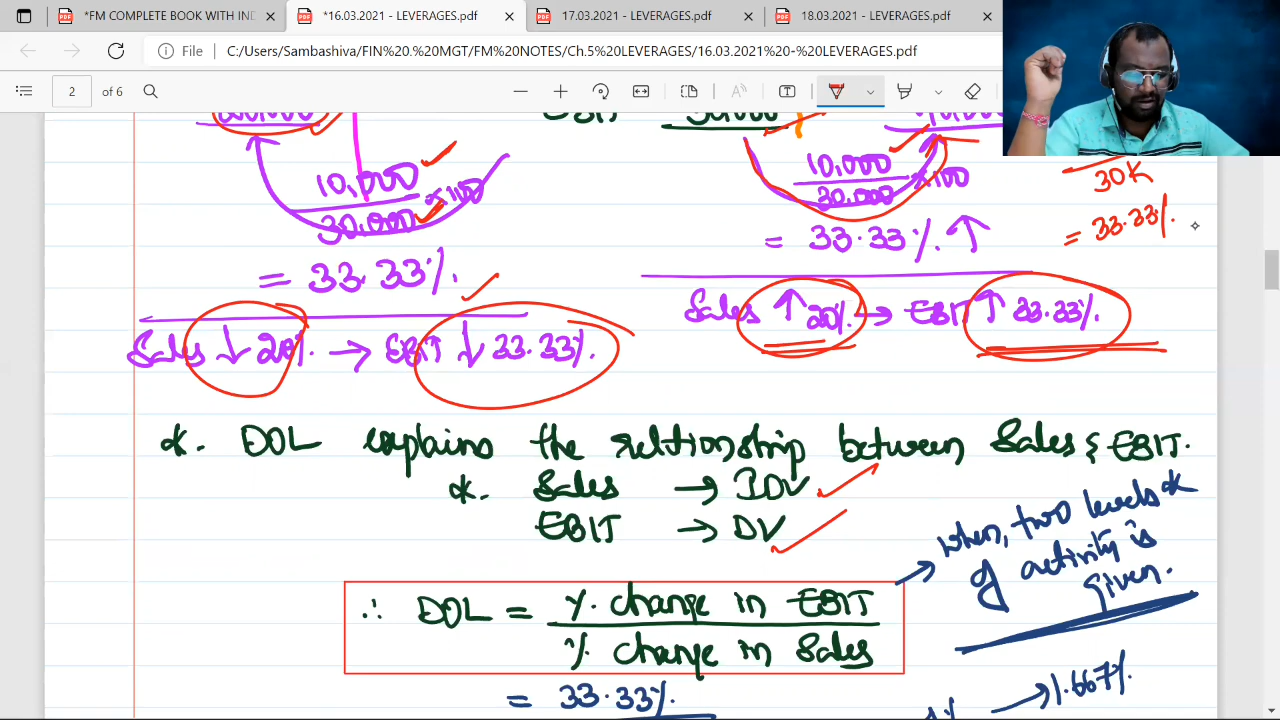 *FM COMPLETE BOOK WITH IND
*16.03.2021 - LEVERAGES.pdf
17.03.2021 - LEVERAGES.pdf
18.03.2021 - LEVERAGES.pdf
File
C:/Users/Sambashiva/FIN%20.%20MGT/FM%20NOTES/Ch.5%20LEVERAGES/16.03.2021%20-%20LEVERAGES.pdf
2 of 6
EBIT
10,000
30,000 ×100
= 33.33%.
Sales ↓ 20%. → EBIT ↓ 33.33%.
10,000
30,000 ×100
= 33.33%. ↑
Sales ↑ 20%. → EBIT ↑ 33.33%.
30K
= 33.33%.
*. DOL explains the relationship between Sales & EBIT.
*. Sales → IDV
EBIT → DV
when, two levels
of activity is
given.
∴ DOL = %. change in EBIT
% change in Sales
= 33.33%.
→ 1.667%